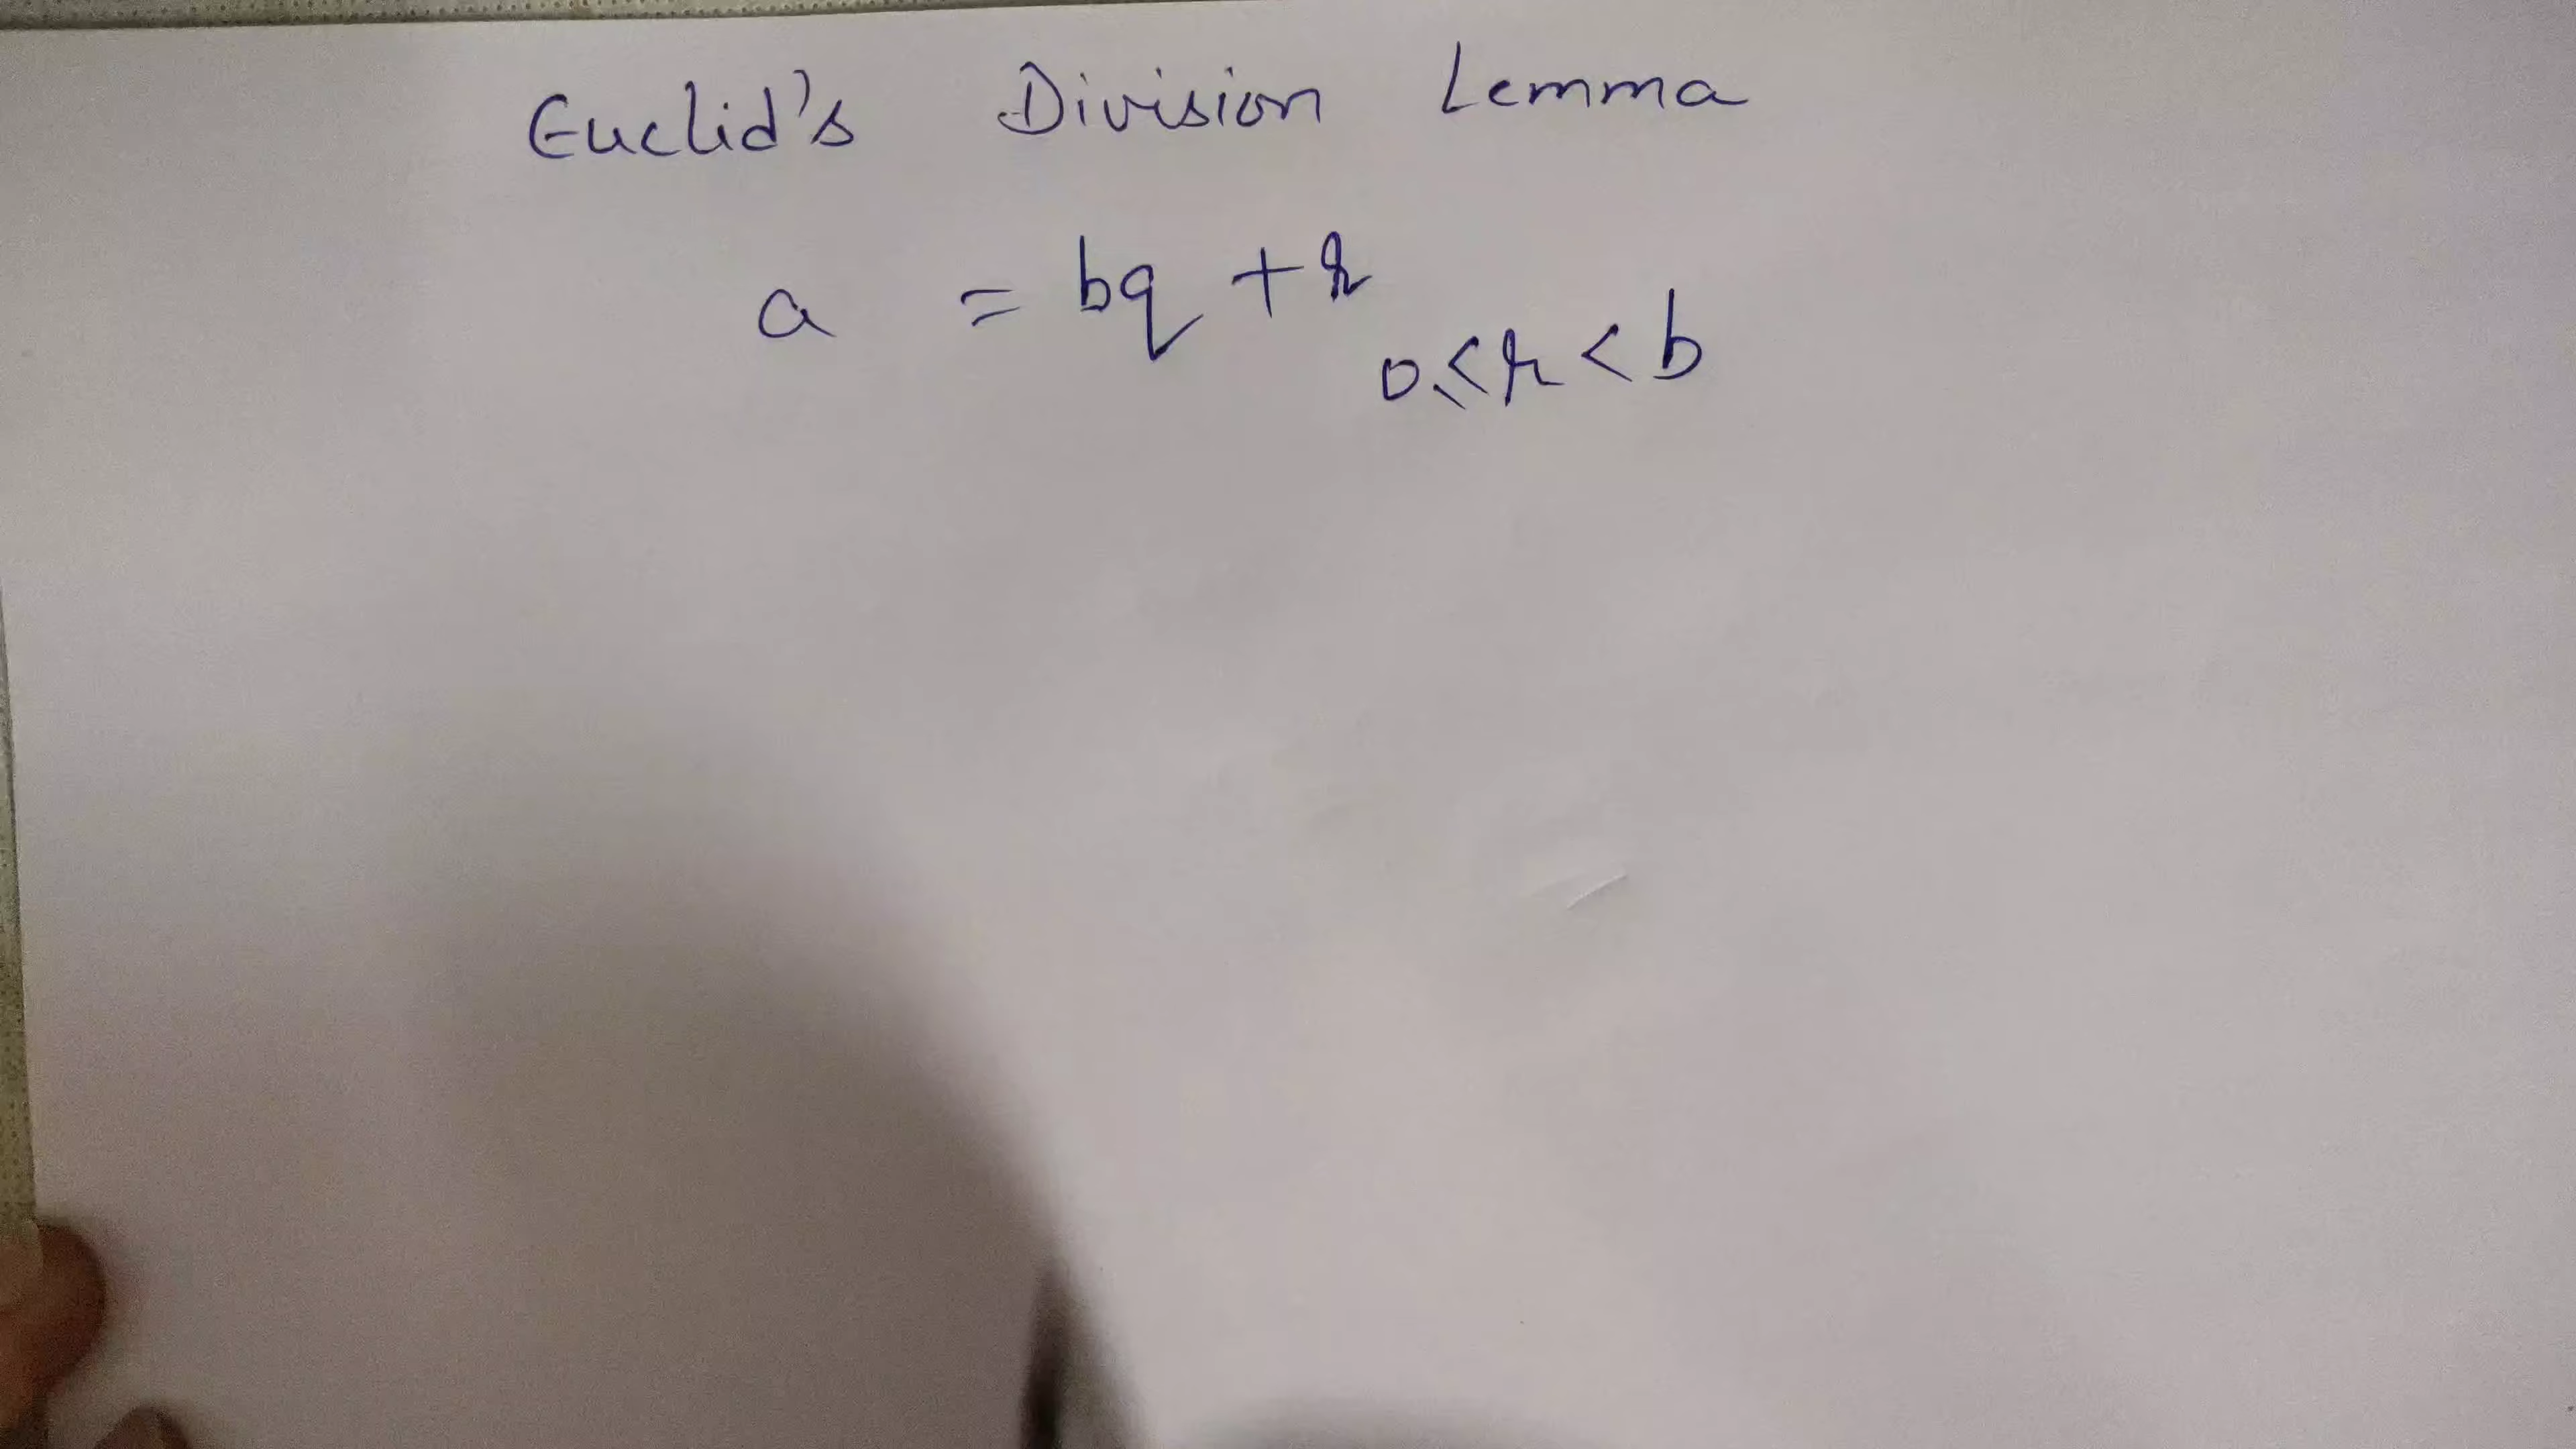 Euclid's Division Lemma
a = bq + r
0 ≤ r < b